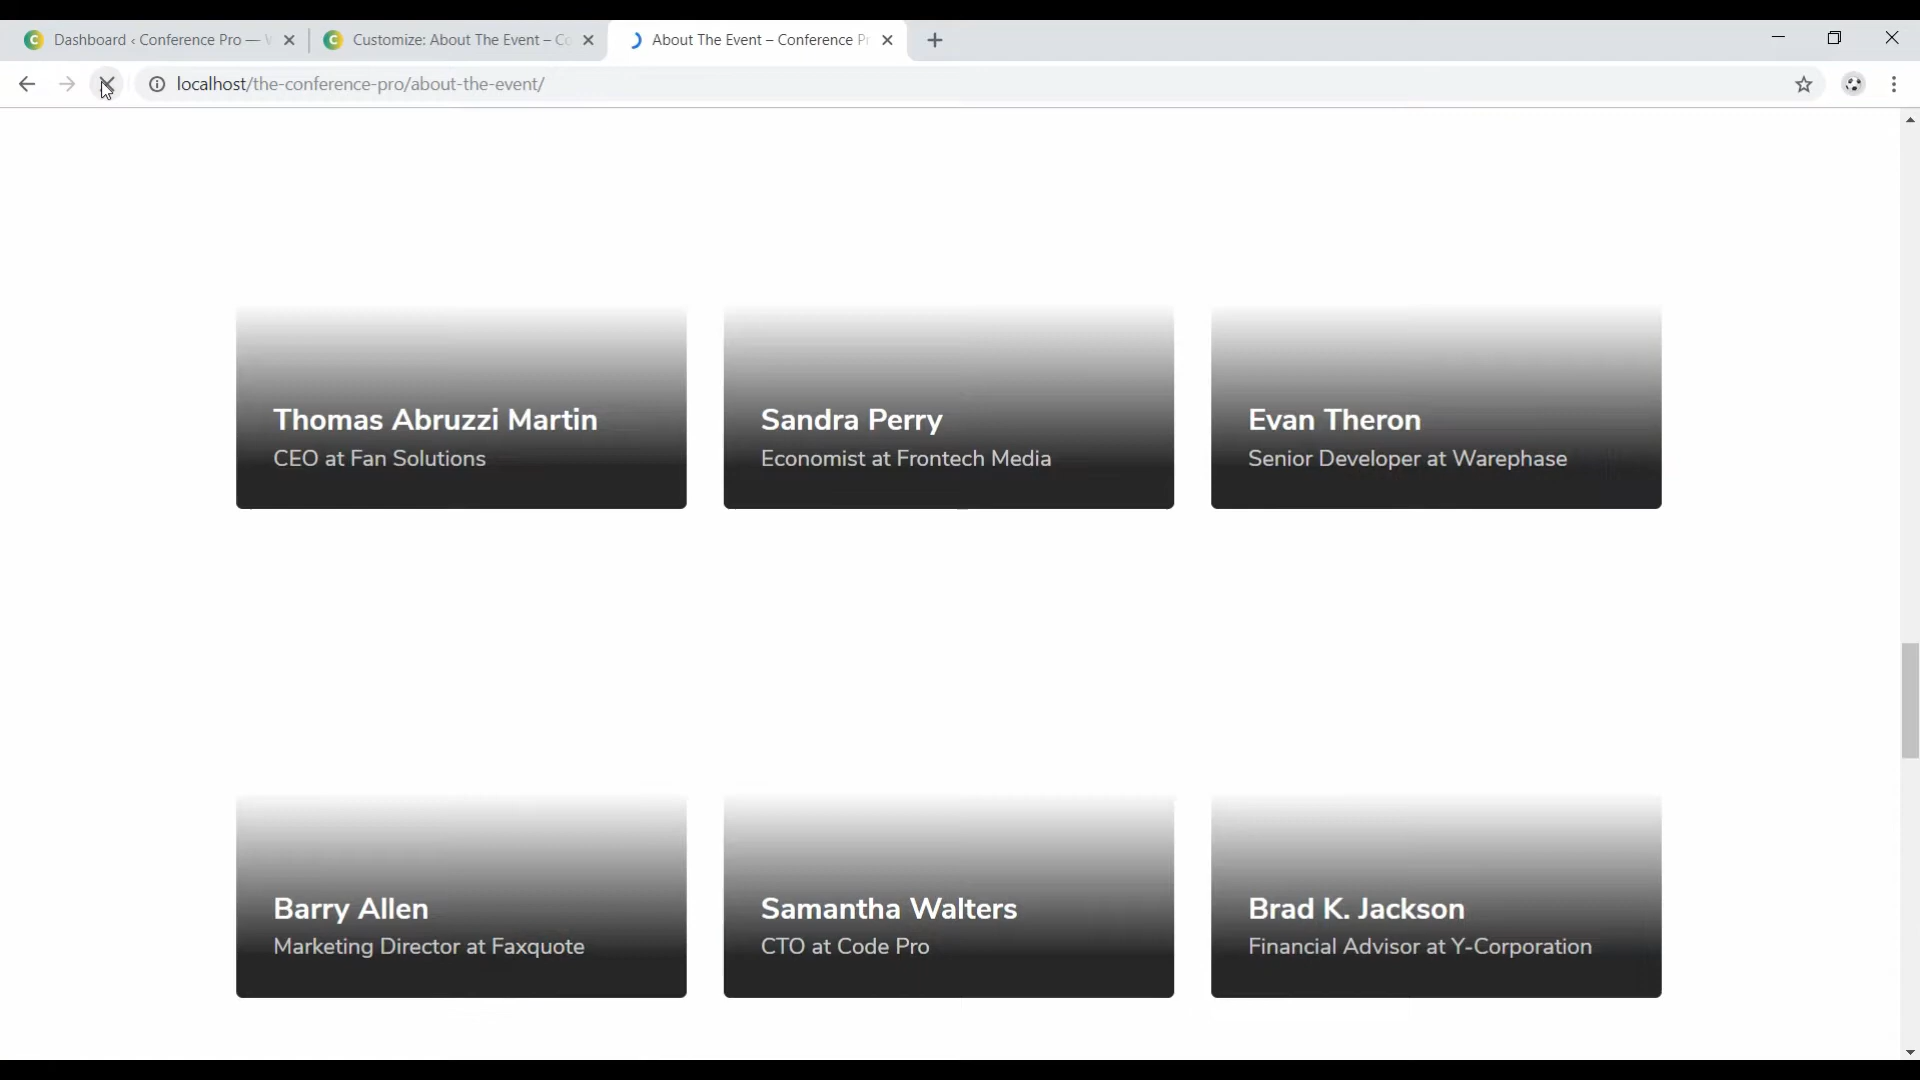 Dashboard ‹ Conference Pro —
Customize: About The Event –
About The Event – Conference
localhost/the-conference-pro/about-the-event/
Thomas Abruzzi Martin
Sandra Perry
Evan Theron
CEO at Fan Solutions
Economist at Frontech Media
Senior Developer at Warephase
Barry Allen
Samantha Walters
Brad K. Jackson
Marketing Director at Faxquote
CTO at Code Pro
Financial Advisor at Y-Corporation